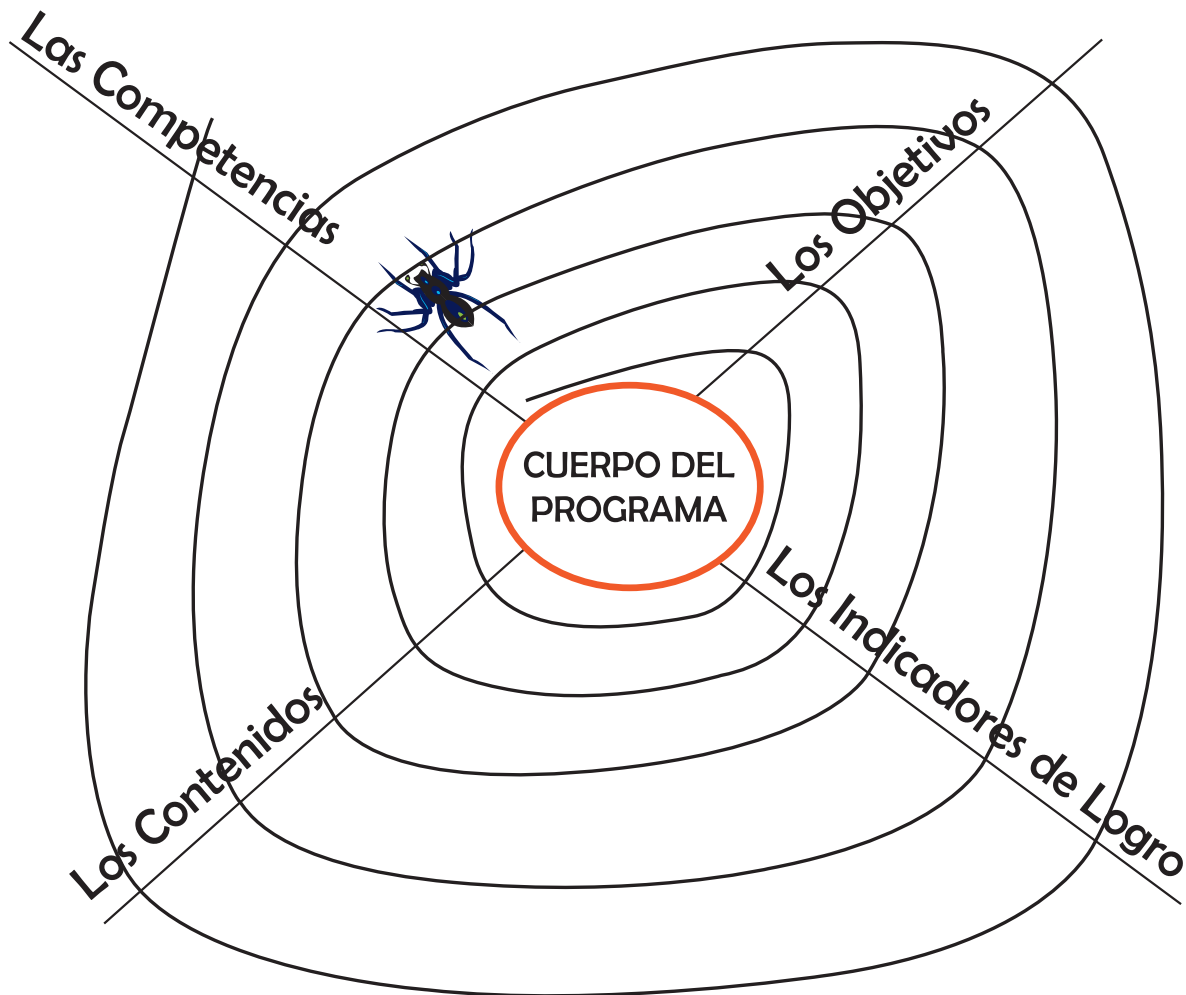 Las Competencias
Los Objetivos
CUERPO DEL
PROGRAMA
Los Contenidos
Los Indicadores de Logro